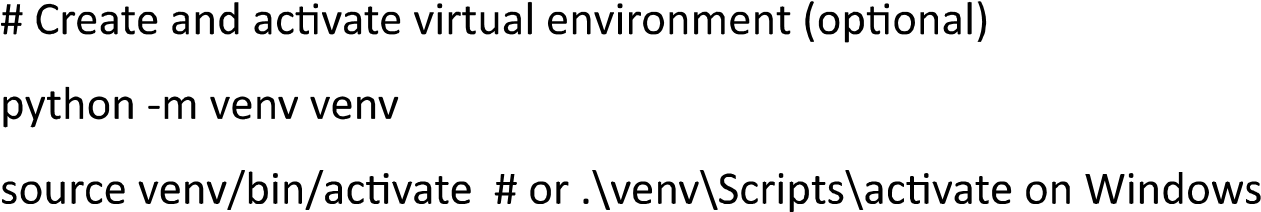 # Create and activate virtual environment (optional)
python -m venv venv
source venv/bin/activate  # or .\venv\Scripts\activate on Windows